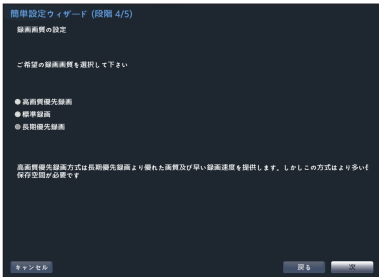 簡単設定ウィザード (段階 4/5)
録画画質の設定
ご希望の録画画質を選択して下さい
高画質優先録画
標準録画
長期優先録画
高画質優先録画方式は長期優先録画より優れた画質及び早い録画速度を提供します。しかしこの方式はより多い
保存空間が必要です
キャンセル
戻る
次